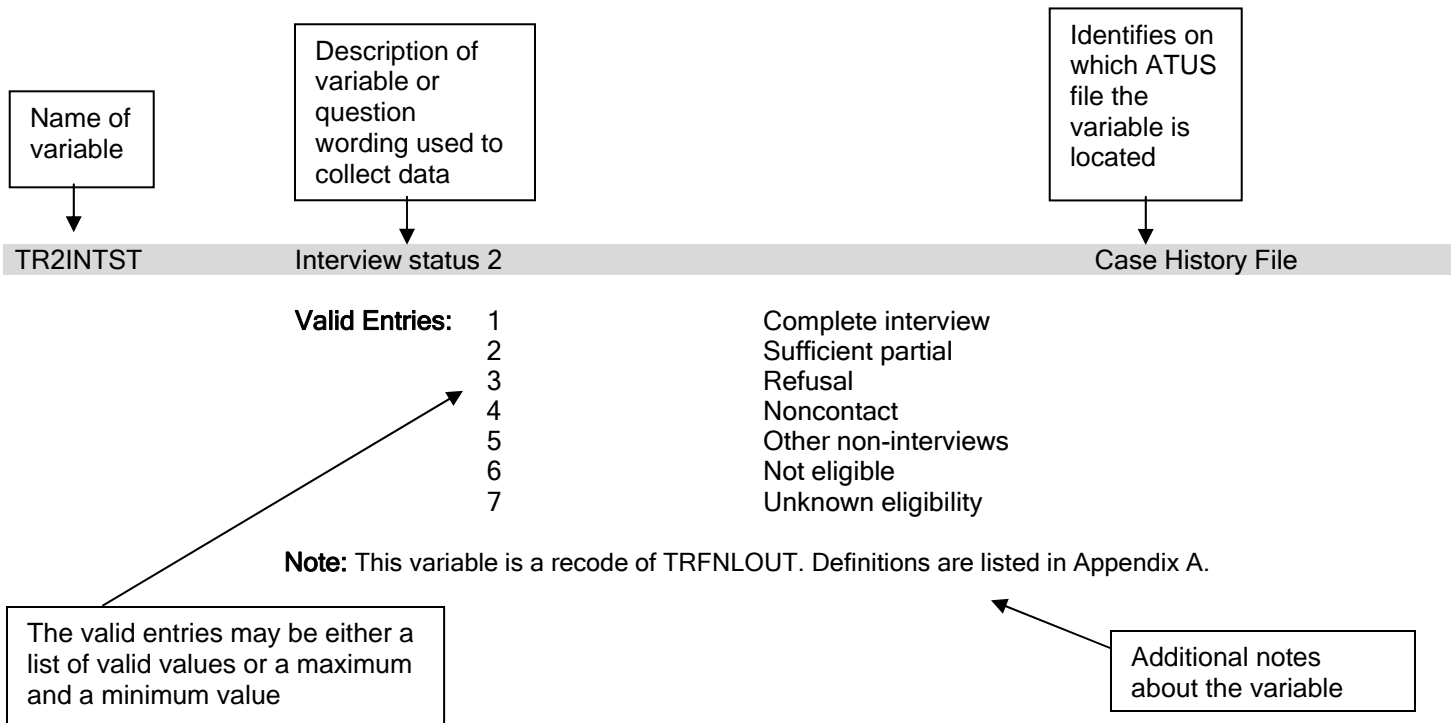 Name of
variable
Description of
variable or
question
wording used to
collect data
Identifies on
which ATUS
file the
variable is
located
TR2INTST Interview status 2 Case History File
Valid Entries: 1 Complete interview
2 Sufficient partial
3 Refusal
4 Noncontact
5 Other non-interviews
6 Not eligible
7 Unknown eligibility
Note: This variable is a recode of TRFNLOUT. Definitions are listed in Appendix A.
The valid entries may be either a
list of valid values or a maximum
and a minimum value
Additional notes
about the variable